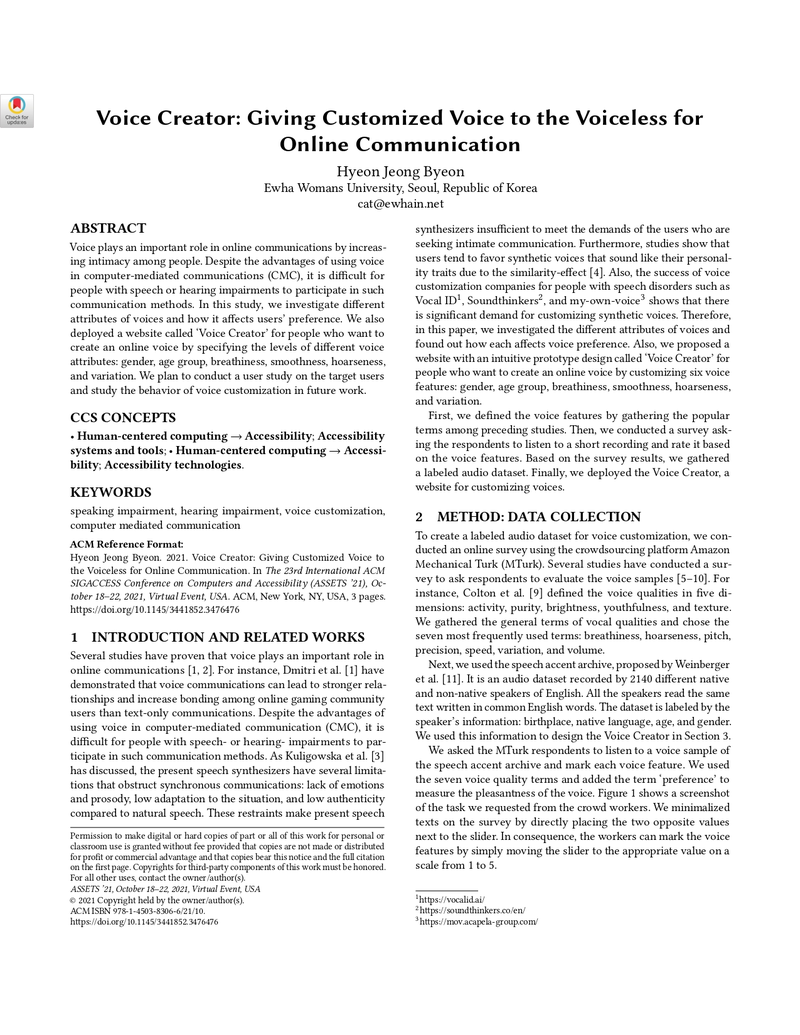 Check for
updates
Voice Creator: Giving Customized Voice to the Voiceless for
Online Communication
Hyeon Jeong Byeon
Ewha Womans University, Seoul, Republic of Korea
cat@ewhain.net
ABSTRACT
Voice plays an important role in online communications by increas-
ing intimacy among people. Despite the advantages of using voice
in computer-mediated communications (CMC), it is difficult for
people with speech or hearing impairments to participate in such
communication methods. In this study, we investigate different
attributes of voices and how it affects users' preference. We also
deployed a website called 'Voice Creator' for people who want to
create an online voice by specifying the levels of different voice
attributes: gender, age group, breathiness, smoothness, hoarseness,
and variation. We plan to conduct a user study on the target users
and study the behavior of voice customization in future work.
CCS CONCEPTS
• Human-centered computing → Accessibility; Accessibility
systems and tools; • Human-centered computing → Accessi-
bility; Accessibility technologies.
KEYWORDS
speaking impairment, hearing impairment, voice customization,
computer mediated communication
ACM Reference Format:
Hyeon Jeong Byeon. 2021. Voice Creator: Giving Customized Voice to
the Voiceless for Online Communication. In The 23rd International ACM
SIGACCESS Conference on Computers and Accessibility (ASSETS '21), Oc-
tober 18–22, 2021, Virtual Event, USA. ACM, New York, NY, USA, 3 pages.
https://doi.org/10.1145/3441852.3476476
1 INTRODUCTION AND RELATED WORKS
Several studies have proven that voice plays an important role in
online communications [1, 2]. For instance, Dmitri et al. [1] have
demonstrated that voice communications can lead to stronger rela-
tionships and increase bonding among online gaming community
users than text-only communications. Despite the advantages of
using voice in computer-mediated communication (CMC), it is
difficult for people with speech- or hearing- impairments to par-
ticipate in such communication methods. As Kuligowska et al. [3]
has discussed, the present speech synthesizers have several limita-
tions that obstruct synchronous communications: lack of emotions
and prosody, low adaptation to the situation, and low authenticity
compared to natural speech. These restraints make present speech
Permission to make digital or hard copies of part or all of this work for personal or
classroom use is granted without fee provided that copies are not made or distributed
for profit or commercial advantage and that copies bear this notice and the full citation
on the first page. Copyrights for third-party components of this work must be honored.
For all other uses, contact the owner/author(s).
ASSETS '21, October 18–22, 2021, Virtual Event, USA
© 2021 Copyright held by the owner/author(s).
ACM ISBN 978-1-4503-8306-6/21/10.
https://doi.org/10.1145/3441852.3476476
synthesizers insufficient to meet the demands of the users who are
seeking intimate communication. Furthermore, studies show that
users tend to favor synthetic voices that sound like their personal-
ity traits due to the similarity-effect [4]. Also, the success of voice
customization companies for people with speech disorders such as
Vocal ID1, Soundthinkers2, and my-own-voice3 shows that there
is significant demand for customizing synthetic voices. Therefore,
in this paper, we investigated the different attributes of voices and
found out how each affects voice preference. Also, we proposed a
website with an intuitive prototype design called 'Voice Creator' for
people who want to create an online voice by customizing six voice
features: gender, age group, breathiness, smoothness, hoarseness,
and variation.
First, we defined the voice features by gathering the popular
terms among preceding studies. Then, we conducted a survey ask-
ing the respondents to listen to a short recording and rate it based
on the voice features. Based on the survey results, we gathered
a labeled audio dataset. Finally, we deployed the Voice Creator, a
website for customizing voices.
2 METHOD: DATA COLLECTION
To create a labeled audio dataset for voice customization, we con-
ducted an online survey using the crowdsourcing platform Amazon
Mechanical Turk (MTurk). Several studies have conducted a sur-
vey to ask respondents to evaluate the voice samples [5–10]. For
instance, Colton et al. [9] defined the voice qualities in five di-
mensions: activity, purity, brightness, youthfulness, and texture.
We gathered the general terms of vocal qualities and chose the
seven most frequently used terms: breathiness, hoarseness, pitch,
precision, speed, variation, and volume.
Next, we used the speech accent archive, proposed by Weinberger
et al. [11]. It is an audio dataset recorded by 2140 different native
and non-native speakers of English. All the speakers read the same
text written in common English words. The dataset is labeled by the
speaker's information: birthplace, native language, age, and gender.
We used this information to design the Voice Creator in Section 3.
We asked the MTurk respondents to listen to a voice sample of
the speech accent archive and mark each voice feature. We used
the seven voice quality terms and added the term 'preference' to
measure the pleasantness of the voice. Figure 1 shows a screenshot
of the task we requested from the crowd workers. We minimalized
texts on the survey by directly placing the two opposite values
next to the slider. In consequence, the workers can mark the voice
features by simply moving the slider to the appropriate value on a
scale from 1 to 5.
1https://vocalid.ai/
2https://soundthinkers.co/en/
3https://mov.acapela-group.com/